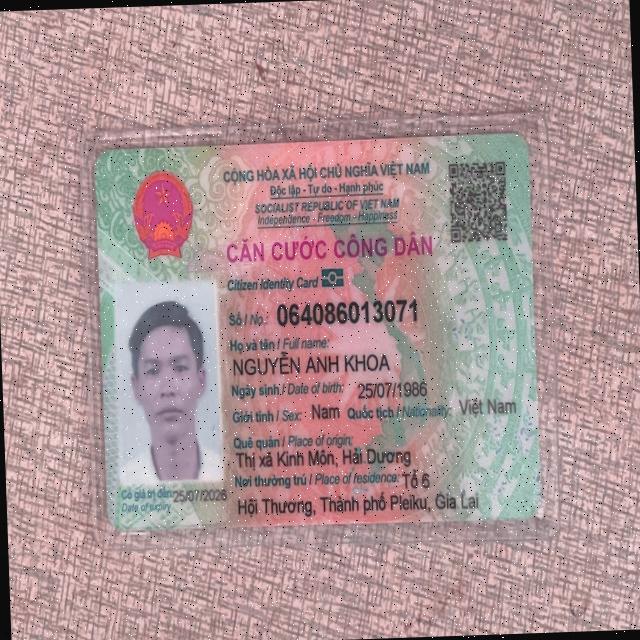 CỘNG HÒA XÃ HỘI CHỦ NGHĨA VIỆT NAM
Độc lập - Tự do - Hạnh phúc
SOCIALIST REPUBLIC OF VIET NAM
Independence - Freedom - Happiness
CĂN CƯỚC CÔNG DÂN
Citizen Identity Card
Số / No.: 064086013071
Họ và tên / Full name:
NGUYỄN ANH KHOA
Ngày sinh / Date of birth: 25/07/1986
Giới tính / Sex: Nam Quốc tịch / Nationality: Việt Nam
Quê quán / Place of origin:
Thị xã Kinh Môn, Hải Dương
Nơi thường trú / Place of residence: Tổ 6
Hội Thương, Thành phố Pleiku, Gia Lai
Có giá trị đến: 25/07/2026
Date of expiry